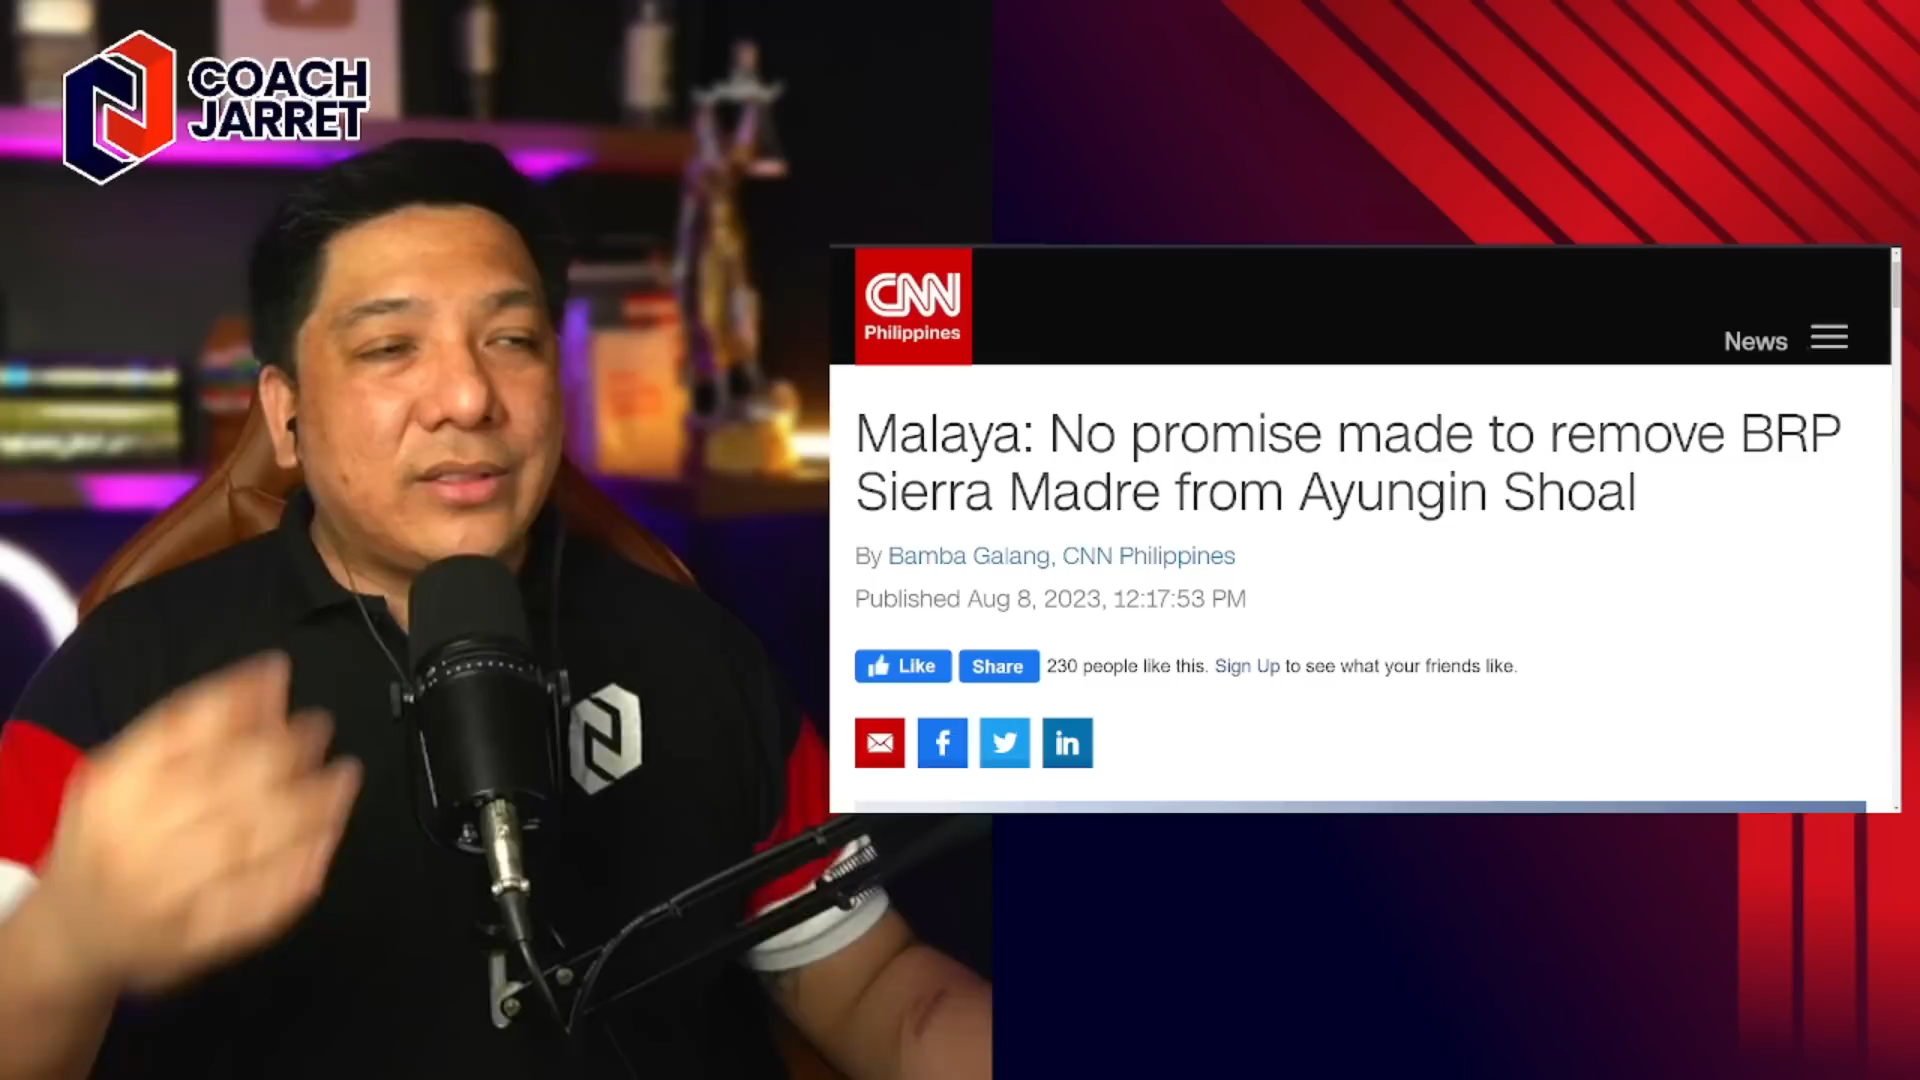 COACH
JARRET
CNN
Philippines
News
Malaya: No promise made to remove BRP
Sierra Madre from Ayungin Shoal
By Bamba Galang, CNN Philippines
Published Aug 8, 2023, 12:17:53 PM
Like Share 230 people like this. Sign Up to see what your friends like.